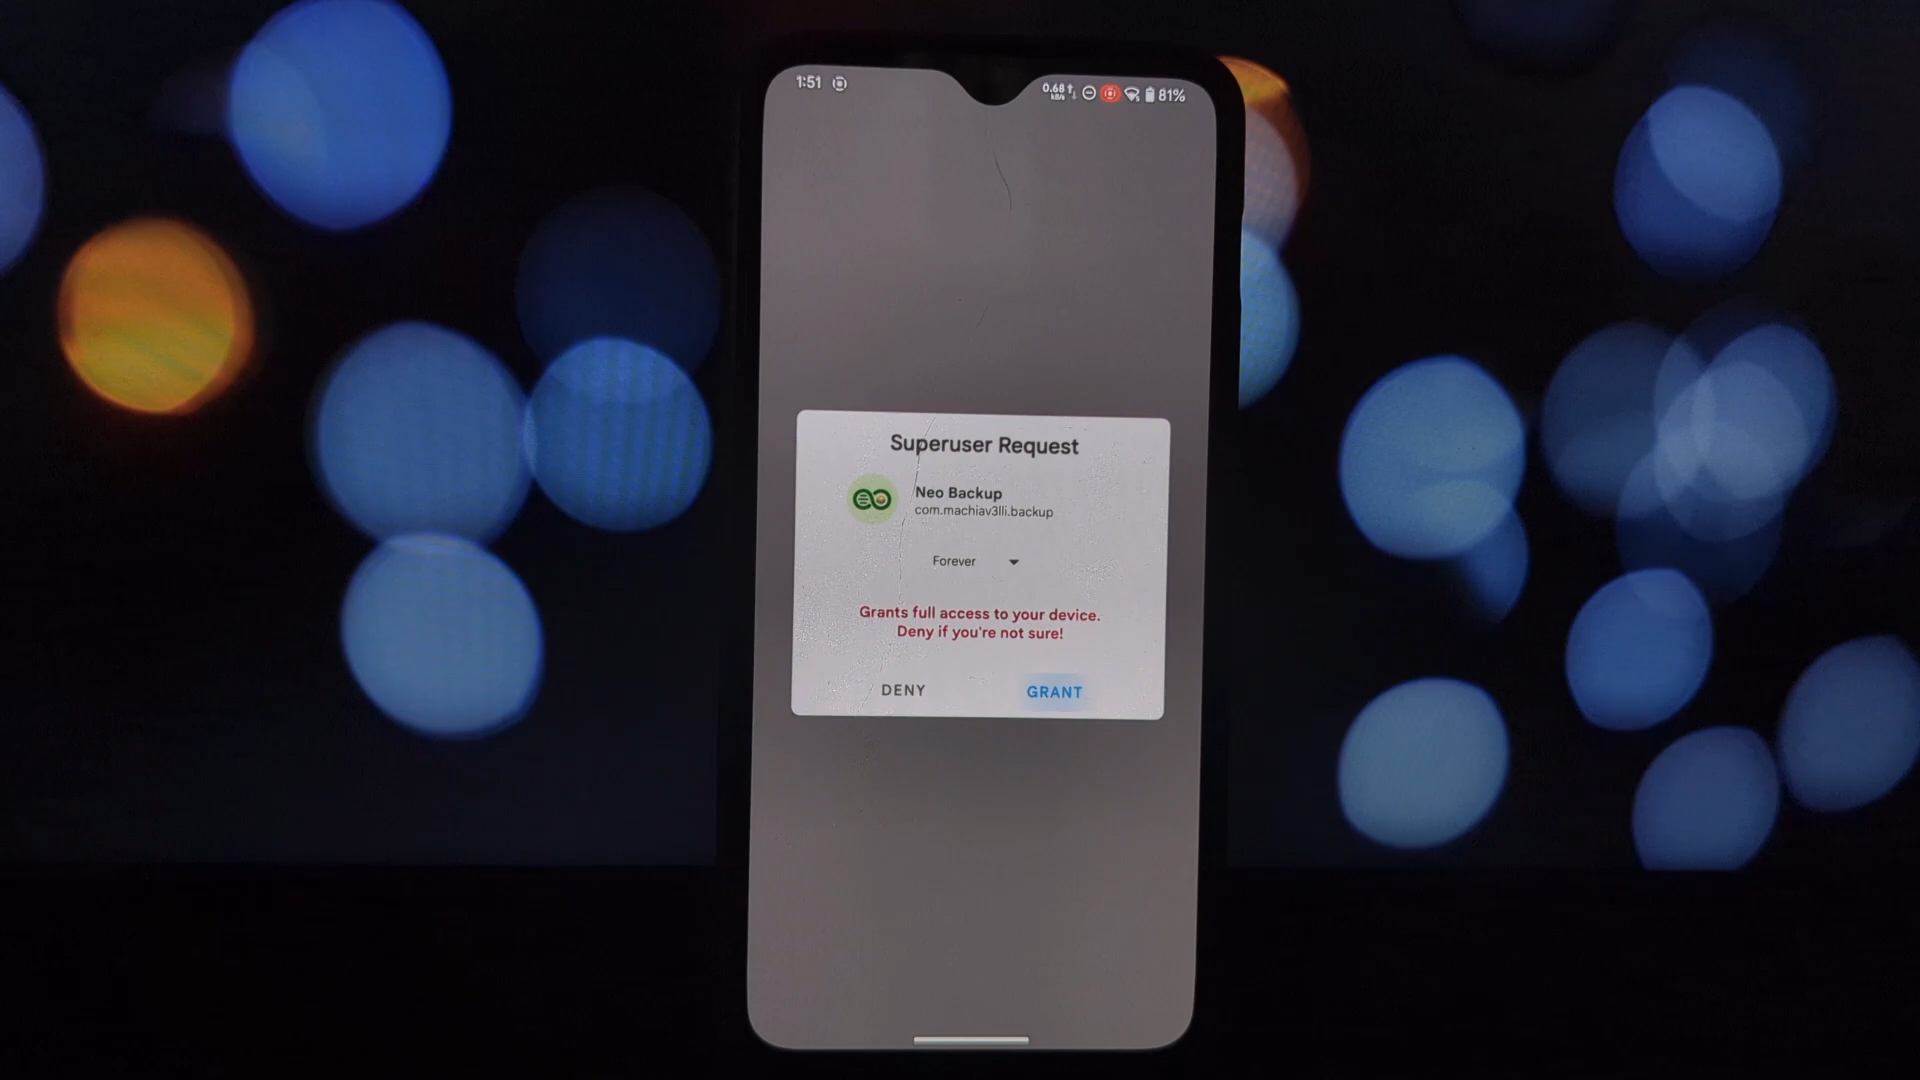 1:51
0.68
kB/s
81%
Superuser Request
Neo Backup
com.machiav3lli.backup
Forever
Grants full access to your device.
Deny if you're not sure!
DENY
GRANT